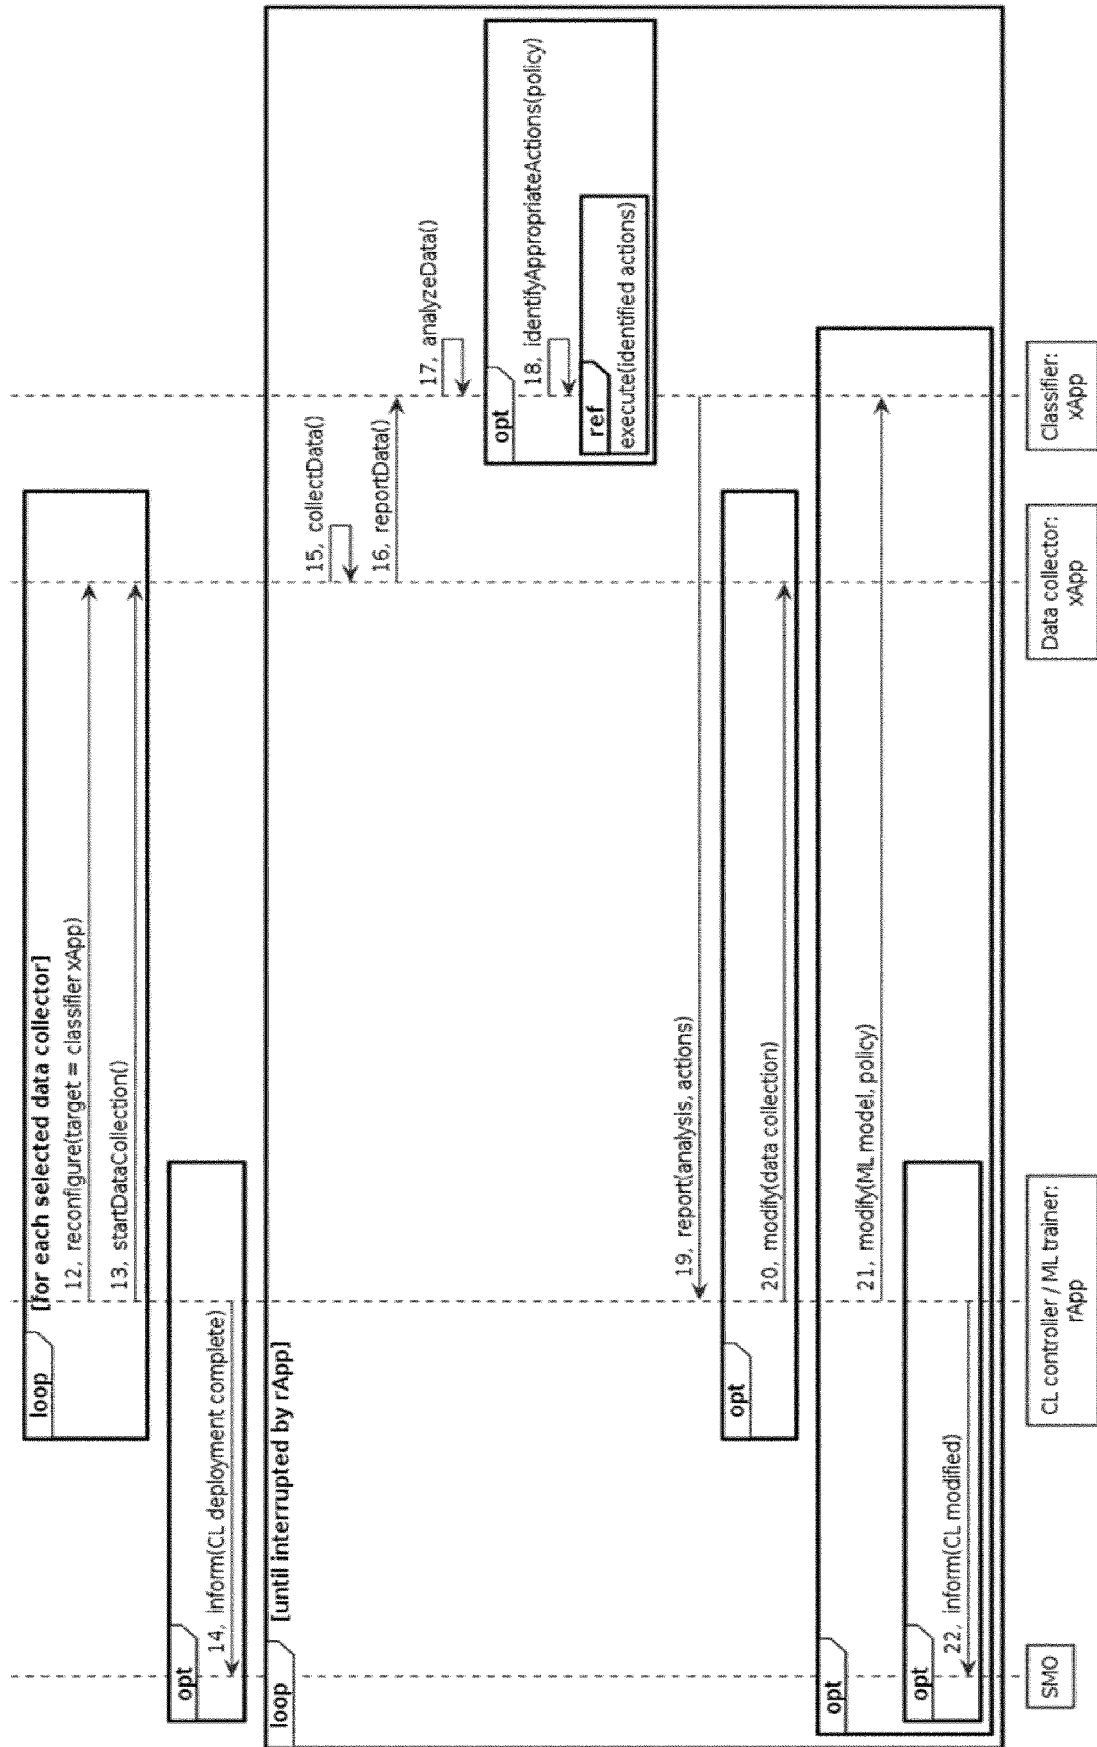 loop
[for each selected data collector]
12, reconfigure(target = classifier xApp)
13, startDataCollection()
opt
14, inform(CL deployment complete)
loop
[until interrupted by rApp]
15, collectData()
16, reportData()
17, analyzeData()
opt
18, identifyAppropriateActions(policy)
ref
execute(identified actions)
19, report(analysis, actions)
opt
20, modify(data collection)
opt
21, modify(ML model, policy)
opt
22, inform(CL modified)
SMO
CL controller / ML trainer:
rApp
Data collector:
xApp
Classifier:
xApp